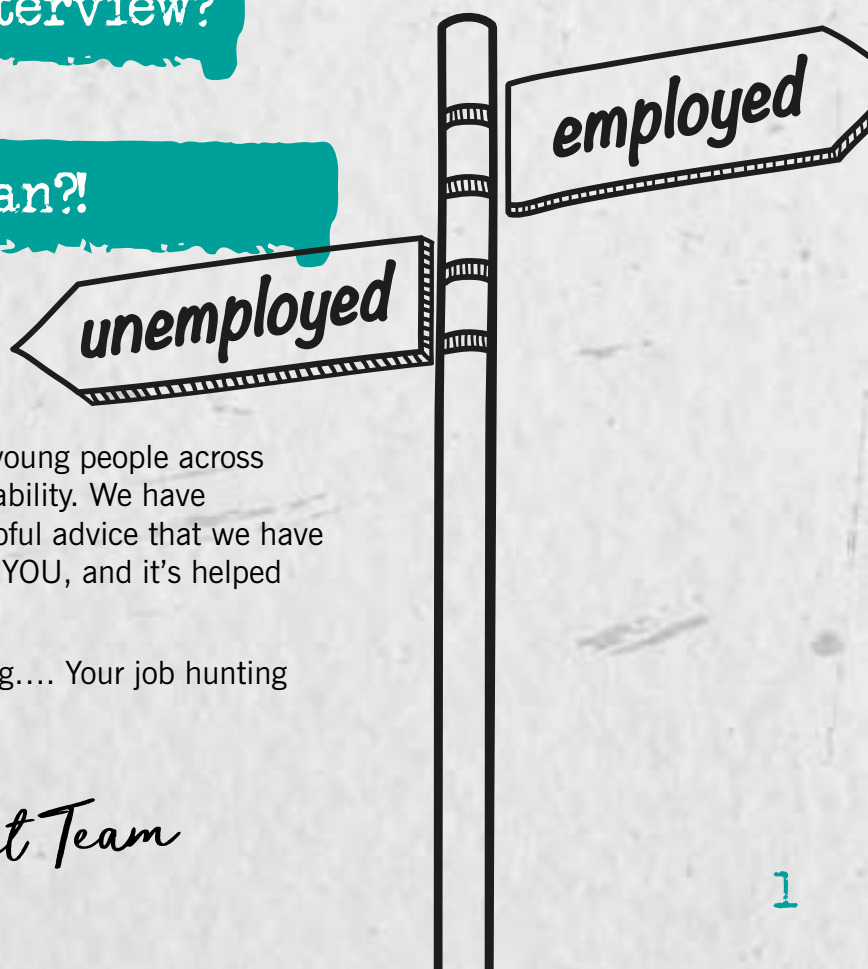 terview?
employed
an?!
unemployed
young people across
ability. We have
pful advice that we have
YOU, and it's helped
g.... Your job hunting
t Team
1